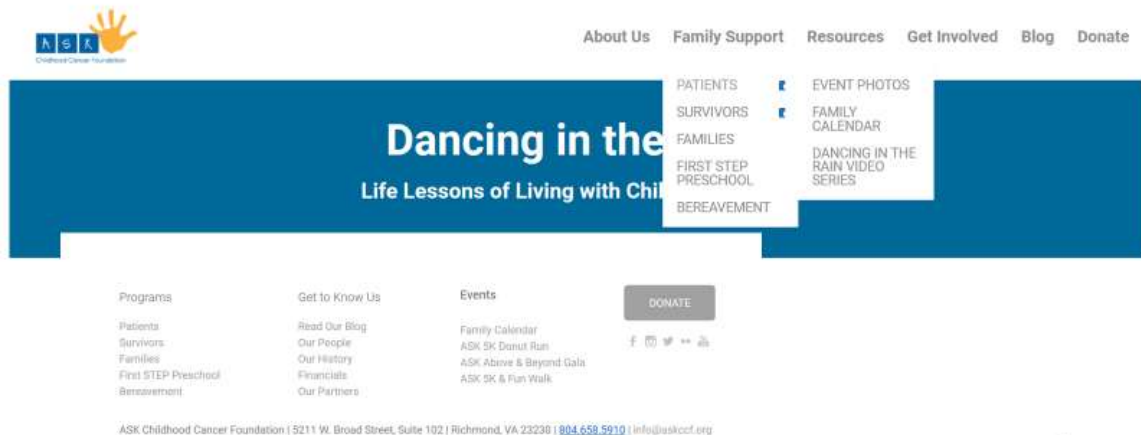 ASK
Childhood Cancer Foundation
About Us Family Support Resources Get Involved Blog Donate
PATIENTS
SURVIVORS
FAMILIES
FIRST STEP
PRESCHOOL
BEREAVEMENT
EVENT PHOTOS
FAMILY
CALENDAR
DANCING IN THE
RAIN VIDEO
SERIES
Dancing in the
Life Lessons of Living with Chil
Programs
Patients
Survivors
Families
First STEP Preschool
Bereavement
Get to Know Us
Read Our Blog
Our People
Our History
Financials
Our Partners
Events
Family Calendar
ASK 5K Donut Run
ASK Above & Beyond Gala
ASK 5K & Fun Walk
DONATE
ASK Childhood Cancer Foundation | 5211 W. Broad Street, Suite 102 | Richmond, VA 23230 | 804.658.5910 | info@askccf.org